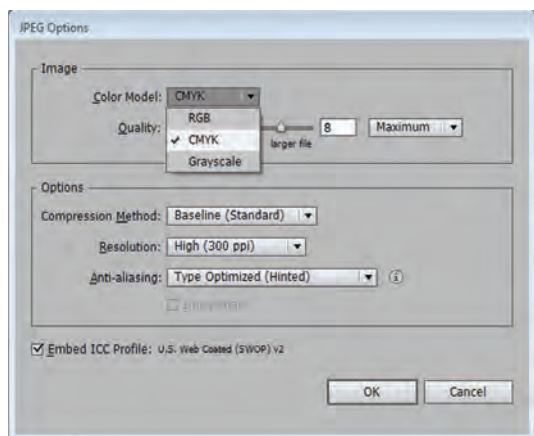 JPEG Options
Image
Color Model: CMYK
RGB
CMYK
Grayscale
Quality: 8 Maximum
larger file
Options
Compression Method: Baseline (Standard)
Resolution: High (300 ppi)
Anti-aliasing: Type Optimized (Hinted)
Embed ICC Profile: U.S. Web Coated (SWOP) v2
OK Cancel